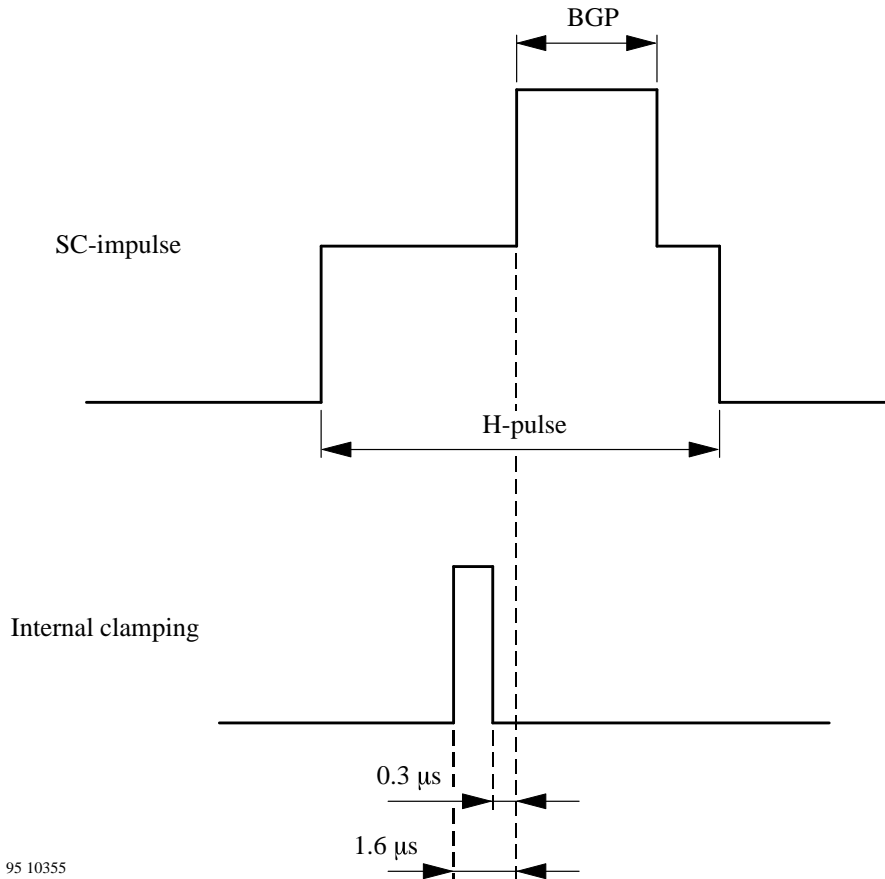 BGP
SC-impulse
H-pulse
Internal clamping
0.3 μs
1.6 μs
95 10355